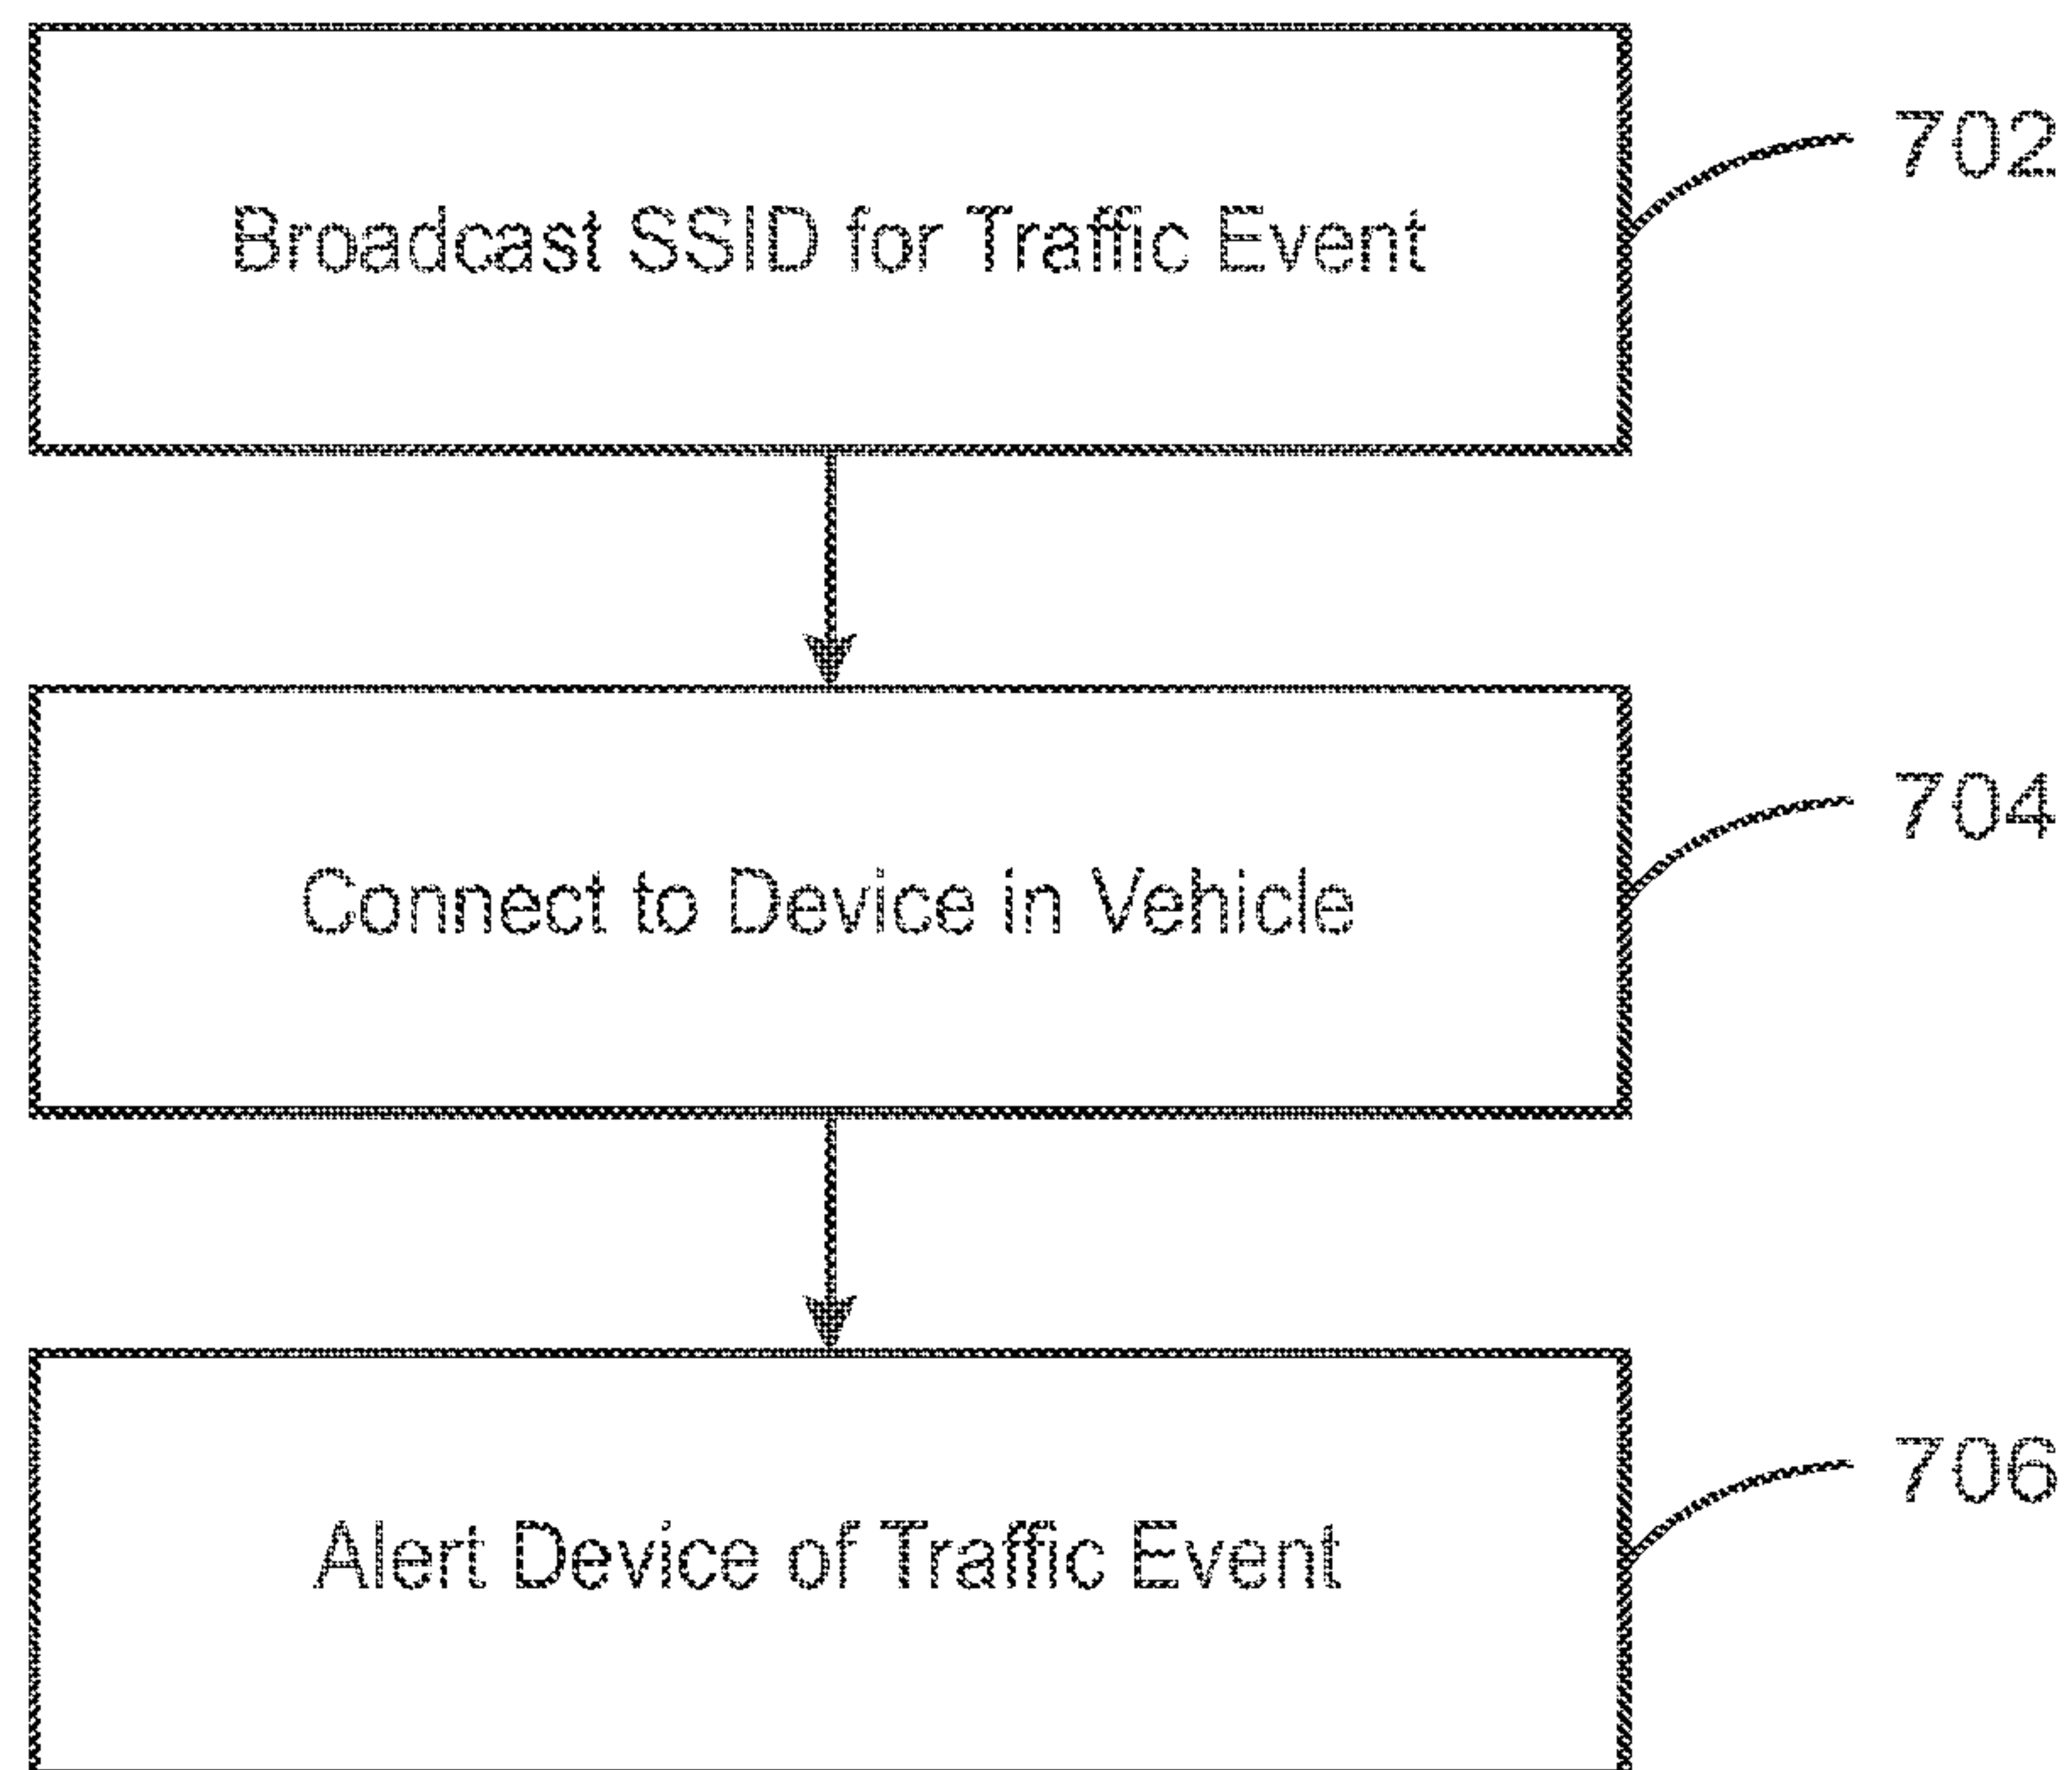 Broadcast SSID for Traffic Event
702
Connect to Device in Vehicle
704
Alert Device of Traffic Event
706